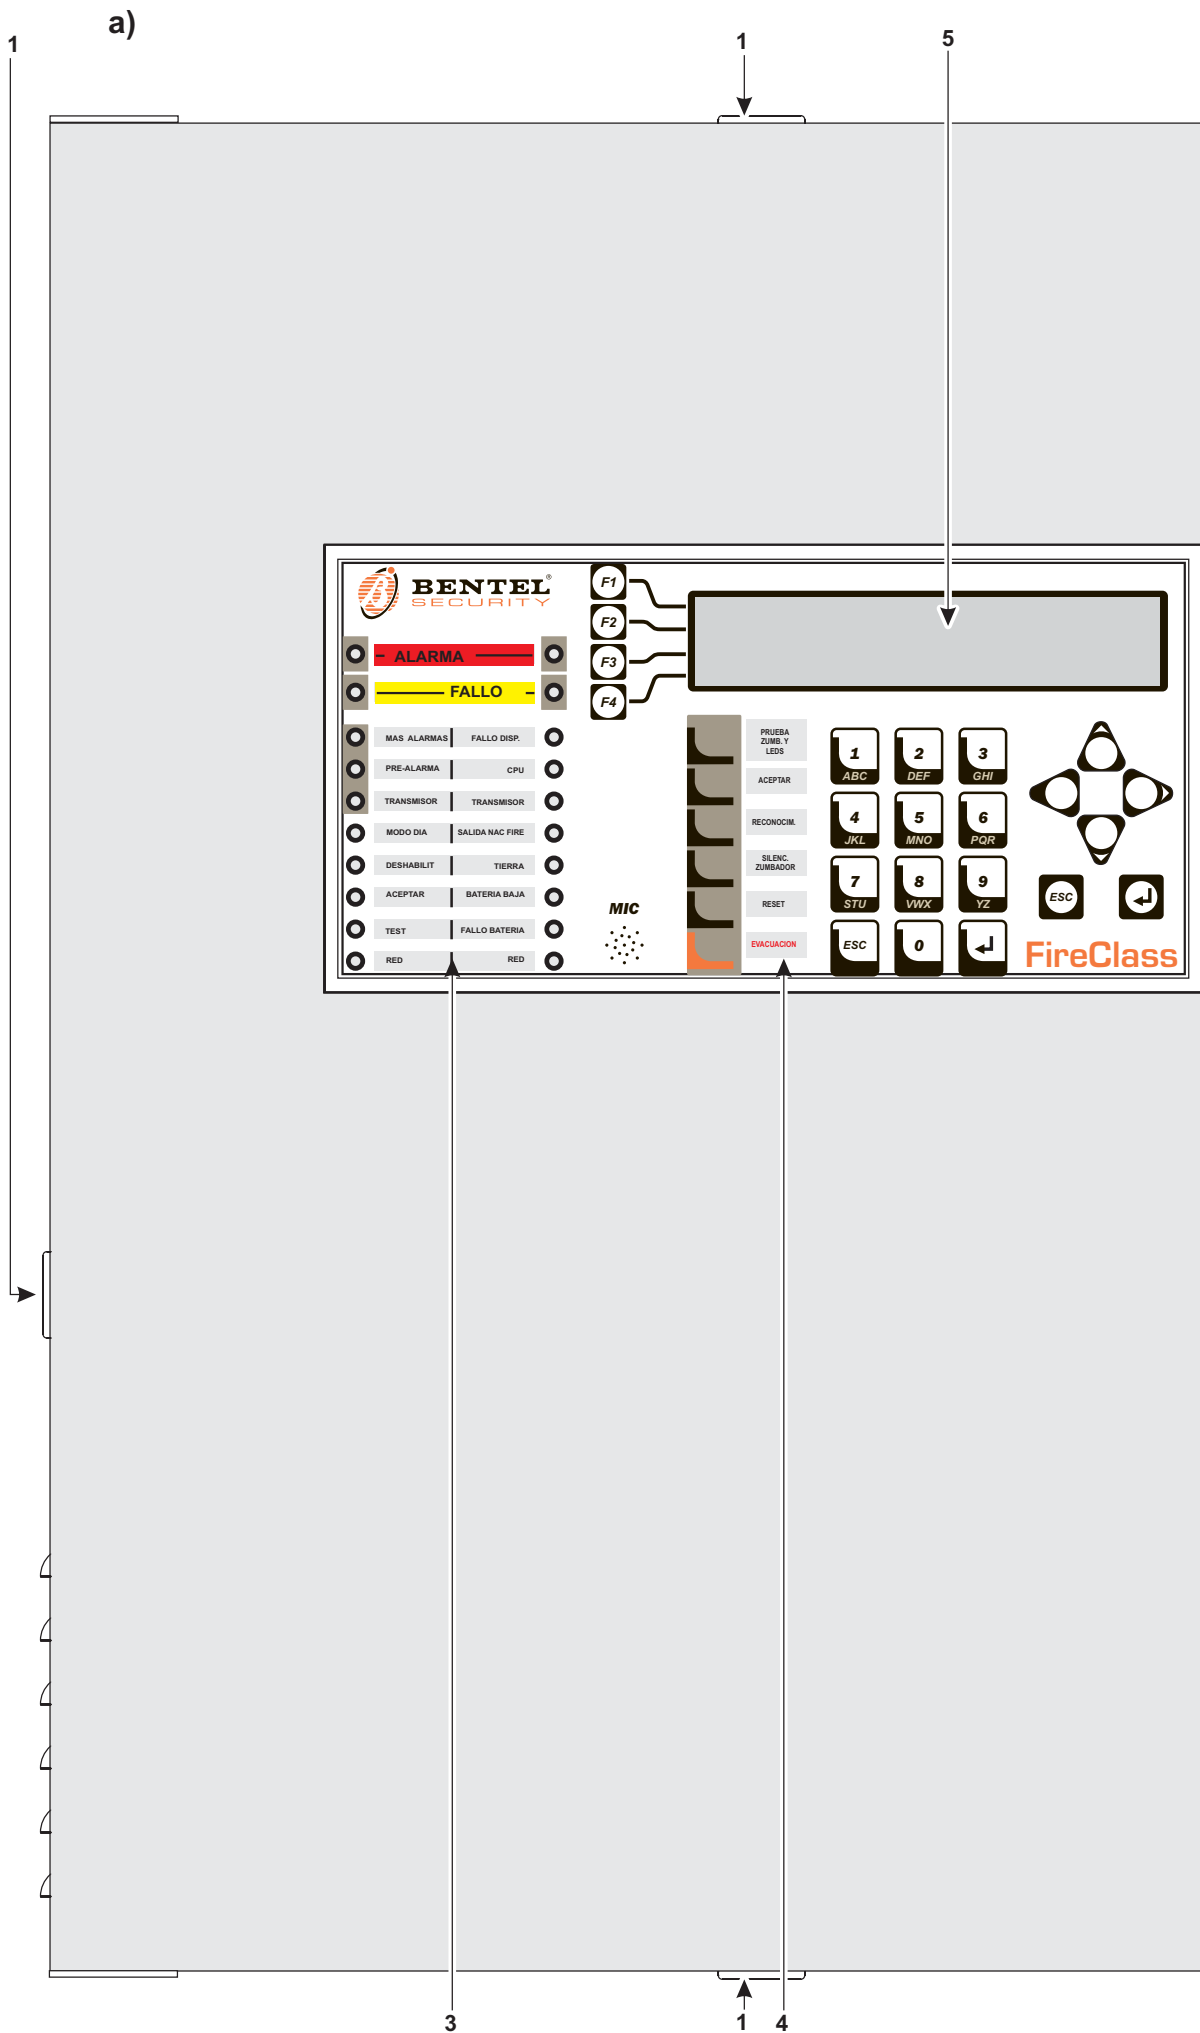 a)
1
1
5
BENTEL®
SECURITY
F1
F2
F3
F4
ALARMA
FALLO
MAS ALARMAS
FALLO DISP.
PRE-ALARMA
CPU
TRANSMISOR
TRANSMISOR
MODO DIA
SALIDA NAC FIRE
DESHABILIT
TIERRA
ACEPTAR
BATERIA BAJA
TEST
FALLO BATERIA
RED
RED
MIC
PRUEBA
ZUMB. Y
LEDS
ACEPTAR
RECONOCIM.
SILENC.
ZUMBADOR
RESET
EVACUACION
1
ABC
2
DEF
3
GHI
4
JKL
5
MNO
6
PQR
7
STU
8
VWX
9
YZ
ESC
0
ESC
FireClass
1
3
1
4